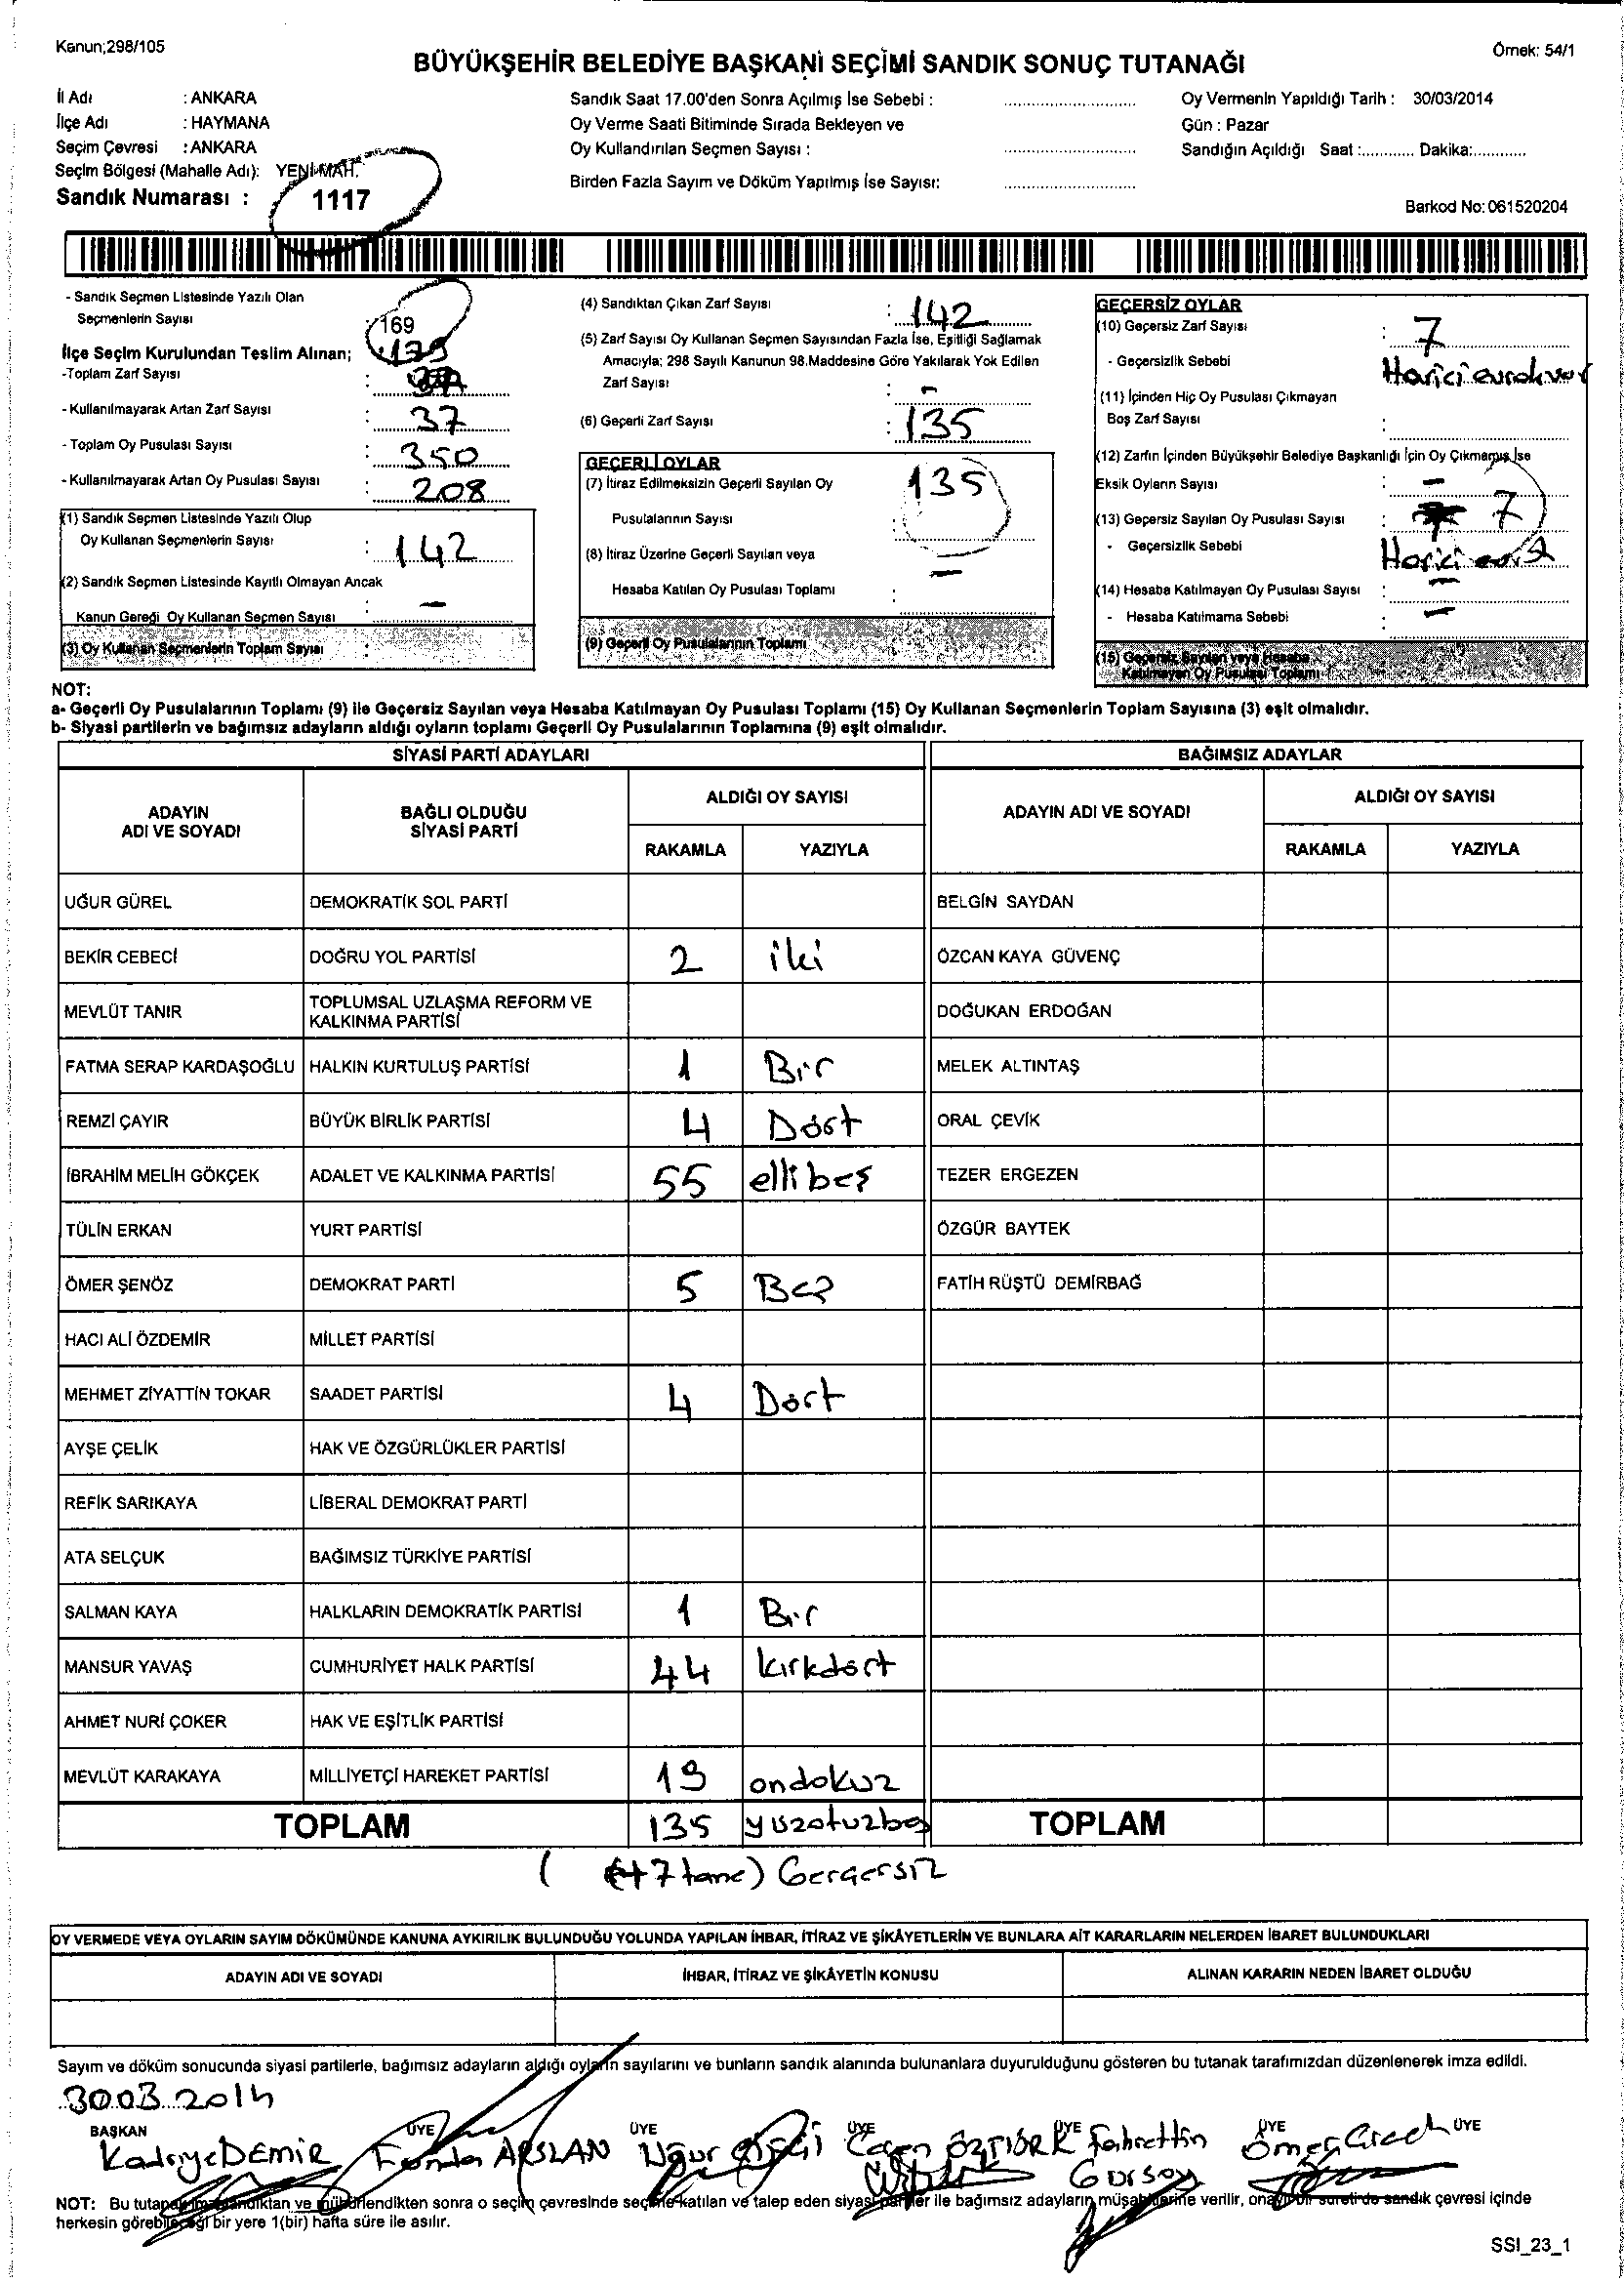 Kanun;298/105
Örnek: 54/1
BÜYÜKŞEHİR BELEDİYE BAŞKANI SEÇİMİ SANDIK SONUÇ TUTANAĞI
İl Adı : ANKARA
İlçe Adı : HAYMANA
Seçim Çevresi : ANKARA
Seçim Bölgesi (Mahalle Adı): YENİ MAH.
Sandık Numarası : 1117
Sandık Saat 17.00'den Sonra Açılmış İse Sebebi :
Oy Verme Saati Bitiminde Sırada Bekleyen ve
Oy Kullandırılan Seçmen Sayısı :
Birden Fazla Sayım ve Döküm Yapılmış İse Sayısı:
Oy Vermenin Yapıldığı Tarih : 30/03/2014
Gün : Pazar
Sandığın Açıldığı Saat :............ Dakika:............
Barkod No: 061520204
- Sandık Seçmen Listesinde Yazılı Olan
Seçmenlerin Sayısı : 169
İlçe Seçim Kurulundan Teslim Alınan; 179
-Toplam Zarf Sayısı :
- Kullanılmayarak Artan Zarf Sayısı : 37
- Toplam Oy Pusulası Sayısı : 350
- Kullanılmayarak Artan Oy Pusulası Sayısı : 208
(1) Sandık Seçmen Listesinde Yazılı Olup
Oy Kullanan Seçmenlerin Sayısı : 142
(2) Sandık Seçmen Listesinde Kayıtlı Olmayan Ancak
Kanun Gereği Oy Kullanan Seçmen Sayısı : -
(3) Oy Kullanan Seçmenlerin Toplam Sayısı :
(4) Sandıktan Çıkan Zarf Sayısı : 142
(5) Zarf Sayısı Oy Kullanan Seçmen Sayısından Fazla İse, Eşitliği Sağlamak
Amacıyla; 298 Sayılı Kanunun 98.Maddesine Göre Yakılarak Yok Edilen
Zarf Sayısı : -
(6) Geçerli Zarf Sayısı : 135
GEÇERLİ OYLAR
(7) İtiraz Edilmeksizin Geçerli Sayılan Oy
Pusulalarının Sayısı : 135
(8) İtiraz Üzerine Geçerli Sayılan veya
Hesaba Katılan Oy Pusulası Toplamı : -
(9) Geçerli Oy Pusulalarının Toplamı
GEÇERSİZ OYLAR
(10) Geçersiz Zarf Sayısı : 7
- Geçersizlik Sebebi Harici evrak var
(11) İçinden Hiç Oy Pusulası Çıkmayan
Boş Zarf Sayısı :
(12) Zarfın İçinden Büyükşehir Belediye Başkanlığı İçin Oy Çıkmamış İse
Eksik Oyların Sayısı : -
(13) Geçersiz Sayılan Oy Pusulası Sayısı : 7
- Geçersizlik Sebebi : Harici
(14) Hesaba Katılmayan Oy Pusulası Sayısı : -
- Hesaba Katılmama Sebebi : -
(15) Geçersiz Sayılan veya Hesaba
Katılmayan Oy Pusulası Toplamı
NOT:
a- Geçerli Oy Pusulalarının Toplamı (9) ile Geçersiz Sayılan veya Hesaba Katılmayan Oy Pusulası Toplamı (15) Oy Kullanan Seçmenlerin Toplam Sayısına (3) eşit olmalıdır.
b- Siyasi partilerin ve bağımsız adayların aldığı oyların toplamı Geçerli Oy Pusulalarının Toplamına (9) eşit olmalıdır.
SİYASİ PARTİ ADAYLARI BAĞIMSIZ ADAYLAR
ADAYIN ADI VE SOYADI BAĞLI OLDUĞU SİYASİ PARTİ ALDIĞI OY SAYISI ADAYIN ADI VE SOYADI ALDIĞI OY SAYISI
RAKAMLA YAZIYLA RAKAMLA YAZIYLA
UĞUR GÜREL DEMOKRATİK SOL PARTİ BELGİN SAYDAN
BEKİR CEBECİ DOĞRU YOL PARTİSİ 2 iki ÖZCAN KAYA GÜVENÇ
MEVLÜT TANIR TOPLUMSAL UZLAŞMA REFORM VE KALKINMA PARTİSİ DOĞUKAN ERDOĞAN
FATMA SERAP KARDAŞOĞLU HALKIN KURTULUŞ PARTİSİ 1 Bir MELEK ALTINTAŞ
REMZİ ÇAYIR BÜYÜK BİRLİK PARTİSİ 4 Dört ORAL ÇEVİK
İBRAHİM MELİH GÖKÇEK ADALET VE KALKINMA PARTİSİ 55 ellibeş TEZER ERGEZEN
TÜLİN ERKAN YURT PARTİSİ ÖZGÜR BAYTEK
ÖMER ŞENÖZ DEMOKRAT PARTİ 5 Beş FATİH RÜŞTÜ DEMİRBAĞ
HACI ALİ ÖZDEMİR MİLLET PARTİSİ
MEHMET ZİYATTİN TOKAR SAADET PARTİSİ 4 Dört
AYŞE ÇELİK HAK VE ÖZGÜRLÜKLER PARTİSİ
REFİK SARIKAYA LİBERAL DEMOKRAT PARTİ
ATA SELÇUK BAĞIMSIZ TÜRKİYE PARTİSİ
SALMAN KAYA HALKLARIN DEMOKRATİK PARTİSİ 1 Bir
MANSUR YAVAŞ CUMHURİYET HALK PARTİSİ 44 kırkdört
AHMET NURİ ÇOKER HAK VE EŞİTLİK PARTİSİ
MEVLÜT KARAKAYA MİLLİYETÇİ HAREKET PARTİSİ 19 ondokuz
TOPLAM 135 yüzotuzbeş TOPLAM
( +7 tane) Gerçersiz
OY VERMEDE VEYA OYLARIN SAYIM DÖKÜMÜNDE KANUNA AYKIRILIK BULUNDUĞU YOLUNDA YAPILAN İHBAR, İTİRAZ VE ŞİKÂYETLERİN VE BUNLARA AİT KARARLARIN NELERDEN İBARET BULUNDUKLARI
ADAYIN ADI VE SOYADI İHBAR, İTİRAZ VE ŞİKÂYETİN KONUSU ALINAN KARARIN NEDEN İBARET OLDUĞU
Sayım ve döküm sonucunda siyasi partilerle, bağımsız adayların aldığı oyların sayılarını ve bunların sandık alanında bulunanlara duyurulduğunu gösteren bu tutanak tarafımızdan düzenlenerek imza edildi.
30.03.2014
BAŞKAN ÜYE ÜYE ÜYE ÜYE ÜYE ÜYE
Kadriye DEMİR Funda ARSLAN Uğur ÖZTÜRK Fahrettin Gürsoy Ömer
NOT: Bu tutanak imzalandıktan ve mühürlendikten sonra o seçim çevresinde seçime katılan ve talep eden siyasi partiler ile bağımsız adayların müşahitlerine verilir, onaylı bir sureti de sandık çevresi içinde
herkesin görebileceği bir yere 1(bir) hafta süre ile asılır.
SSI_23_1